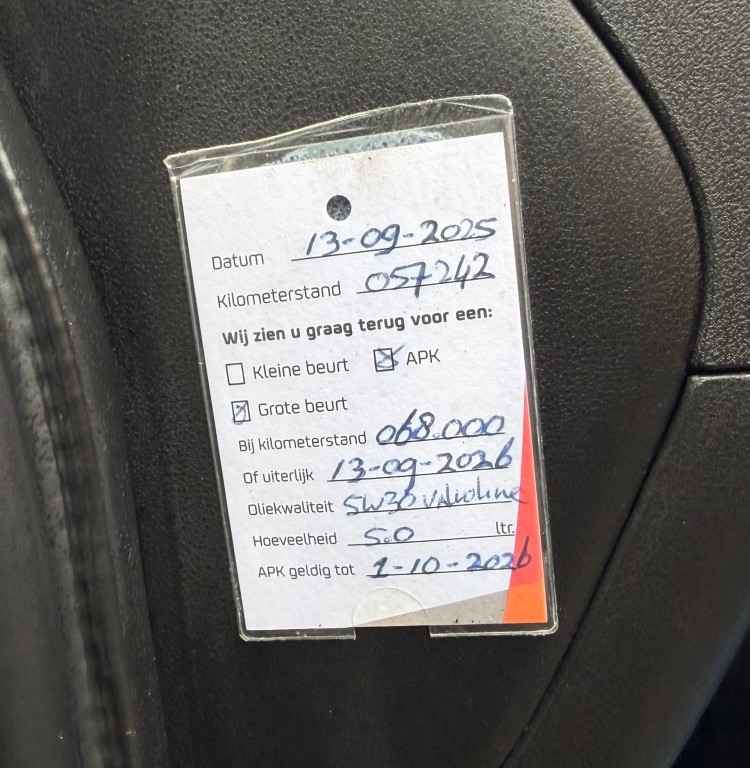 Datum 13-09-2025
Kilometerstand 057242
Wij zien u graag terug voor een:
Kleine beurt APK
Grote beurt
Bij kilometerstand 068.000
Of uiterlijk 13-09-2026
Oliekwaliteit 5W30 Valvoline
Hoeveelheid 5.0 ltr.
APK geldig tot 1-10-2026